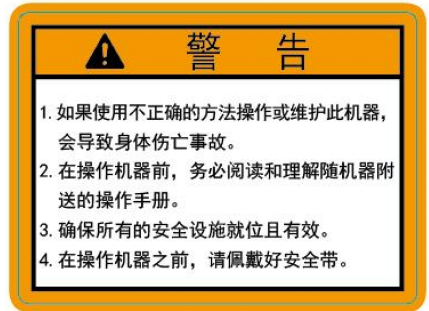 警 告
1. 如果使用不正确的方法操作或维护此机器，
会导致身体伤亡事故。
2. 在操作机器前，务必阅读和理解随机器附
送的操作手册。
3. 确保所有的安全设施就位且有效。
4. 在操作机器之前，请佩戴好安全带。